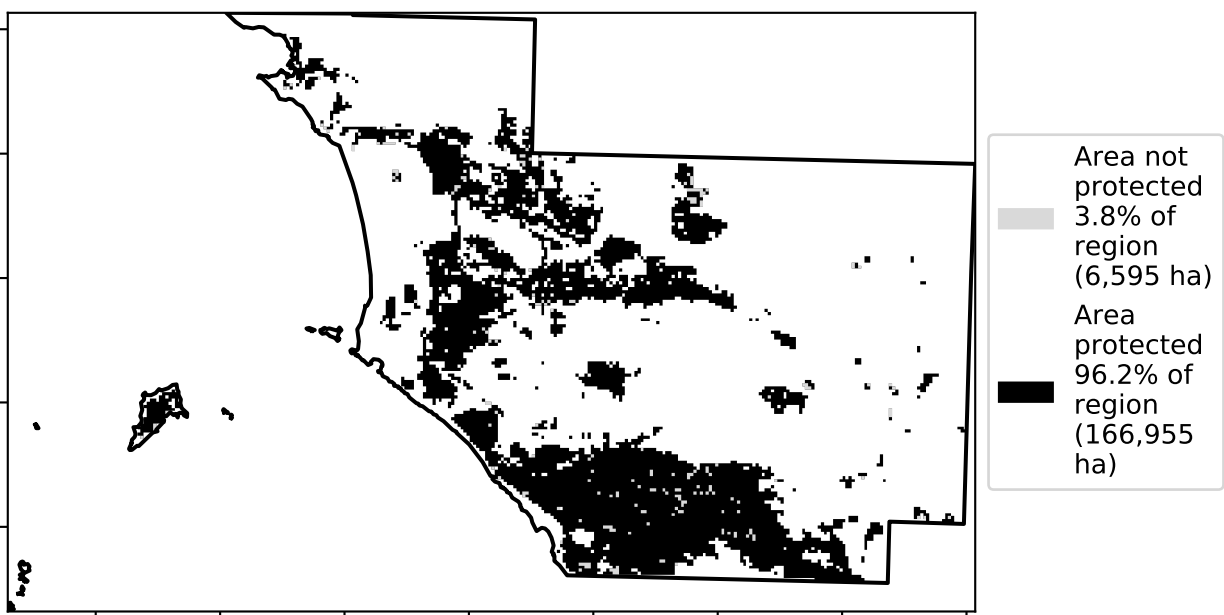 Area not
protected
3.8% of
region
(6,595 ha)
Area
protected
96.2% of
region
(166,955
ha)